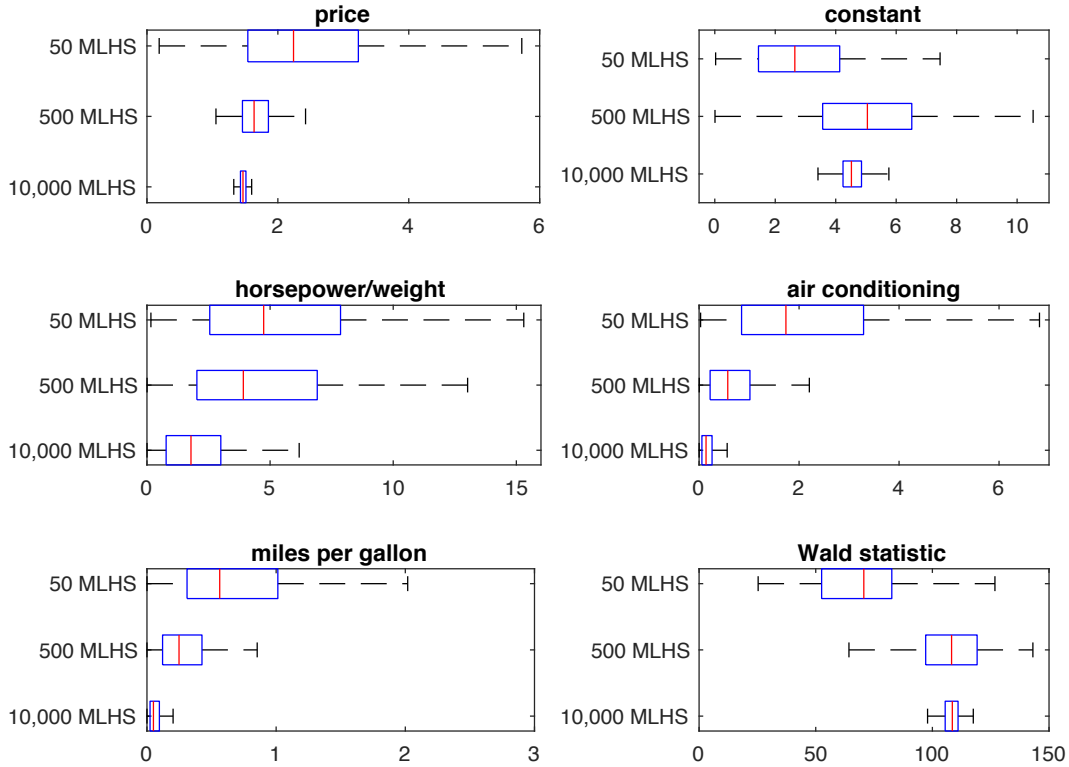 price
50 MLHS
500 MLHS
10,000 MLHS
0 2 4 6
constant
50 MLHS
500 MLHS
10,000 MLHS
0 2 4 6 8 10
horsepower/weight
50 MLHS
500 MLHS
10,000 MLHS
0 5 10 15
air conditioning
50 MLHS
500 MLHS
10,000 MLHS
0 2 4 6
miles per gallon
50 MLHS
500 MLHS
10,000 MLHS
0 1 2 3
Wald statistic
50 MLHS
500 MLHS
10,000 MLHS
0 50 100 150